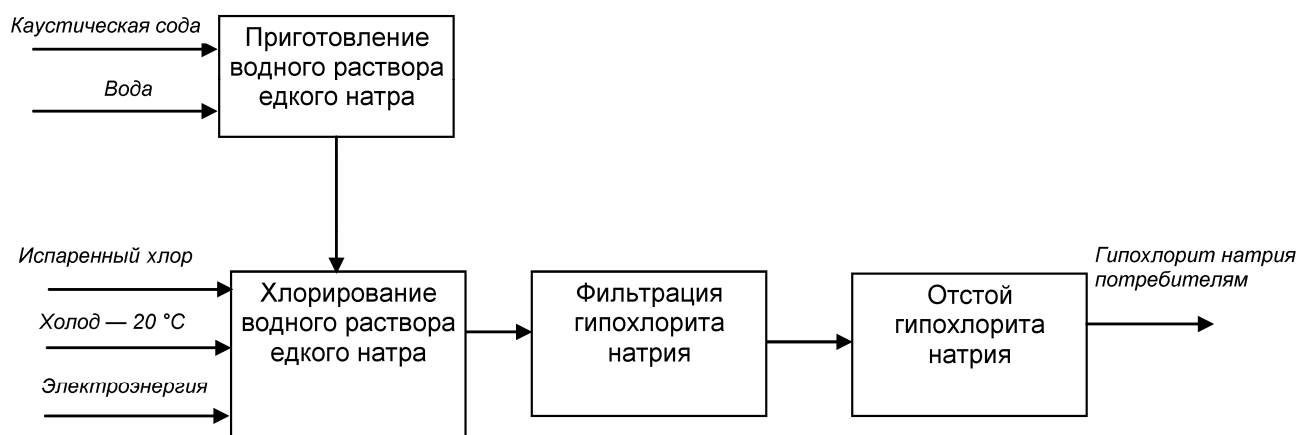 Каустическая сода
Вода
Приготовление
водного раствора
едкого натра
Испаренный хлор
Холод — 20 °С
Электроэнергия
Хлорирование
водного раствора
едкого натра
Фильтрация
гипохлорита
натрия
Отстой
гипохлорита
натрия
Гипохлорит натрия
потребителям